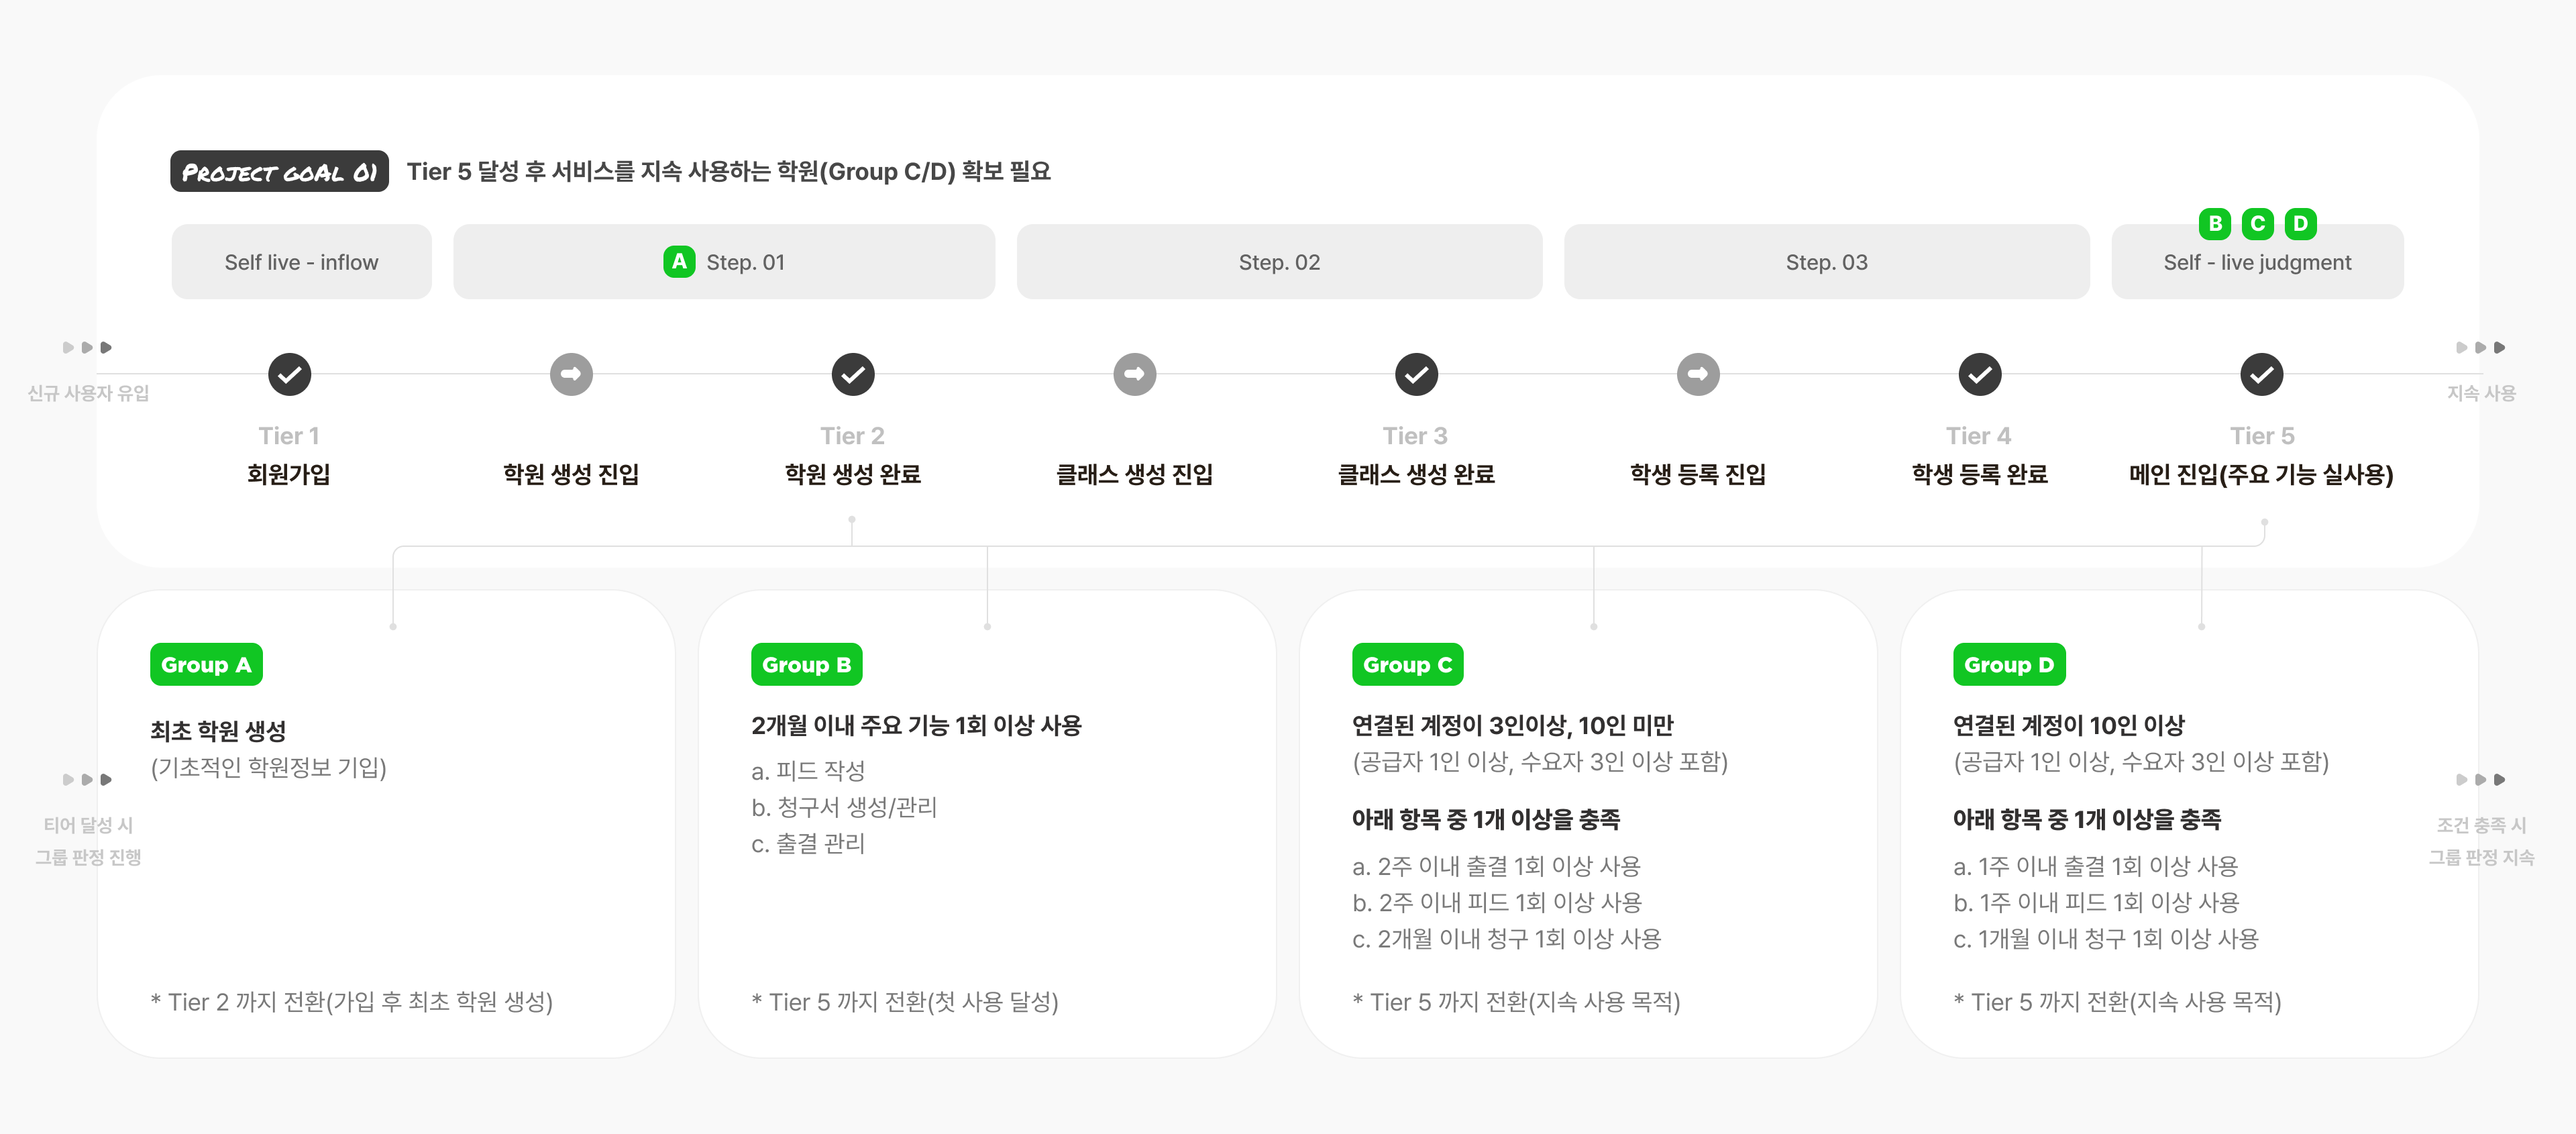 PROJECT GOAL 01
Tier 5 달성 후 서비스를 지속 사용하는 학원(Group C/D) 확보 필요
Self live - inflow
A Step. 01
Step. 02
Step. 03
B C D
Self - live judgment
신규 사용자 유입
지속 사용
Tier 1
회원가입
학원 생성 진입
Tier 2
학원 생성 완료
클래스 생성 진입
Tier 3
클래스 생성 완료
학생 등록 진입
Tier 4
학생 등록 완료
Tier 5
메인 진입(주요 기능 실사용)
티어 달성 시
그룹 판정 진행
Group A
최초 학원 생성
(기초적인 학원정보 기입)
* Tier 2 까지 전환(가입 후 최초 학원 생성)
Group B
2개월 이내 주요 기능 1회 이상 사용
a. 피드 작성
b. 청구서 생성/관리
c. 출결 관리
* Tier 5 까지 전환(첫 사용 달성)
Group C
연결된 계정이 3인이상, 10인 미만
(공급자 1인 이상, 수요자 3인 이상 포함)
아래 항목 중 1개 이상을 충족
a. 2주 이내 출결 1회 이상 사용
b. 2주 이내 피드 1회 이상 사용
c. 2개월 이내 청구 1회 이상 사용
* Tier 5 까지 전환(지속 사용 목적)
Group D
연결된 계정이 10인 이상
(공급자 1인 이상, 수요자 3인 이상 포함)
아래 항목 중 1개 이상을 충족
a. 1주 이내 출결 1회 이상 사용
b. 1주 이내 피드 1회 이상 사용
c. 1개월 이내 청구 1회 이상 사용
* Tier 5 까지 전환(지속 사용 목적)
조건 충족 시
그룹 판정 지속